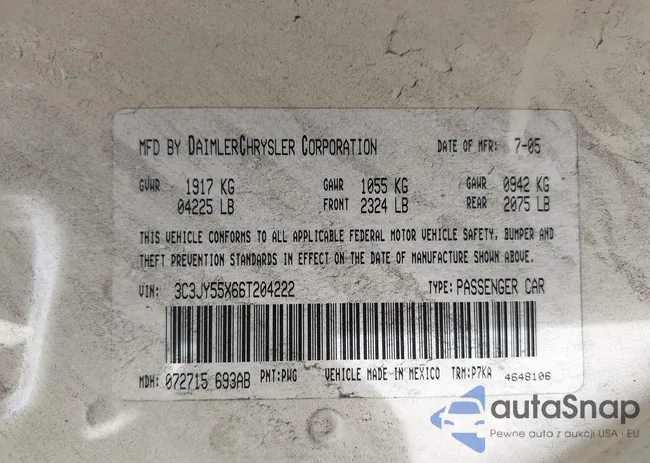 MFD BY DAIMLERCHRYSLER CORPORATION DATE OF MFR: 7-05
GVWR 1917 KG GAWR 1055 KG GAWR 0942 KG
04225 LB FRONT 2324 LB REAR 2075 LB
THIS VEHICLE CONFORMS TO ALL APPLICABLE FEDERAL MOTOR VEHICLE SAFETY, BUMPER AND
THEFT PREVENTION STANDARDS IN EFFECT ON THE DATE OF MANUFACTURE SHOWN ABOVE.
VIN: 3C3JY55X66T204222 TYPE: PASSENGER CAR
MDH: 072715 693AB PNT:PWG VEHICLE MADE IN MEXICO TRM:P7KA 4648106
autoSnap
Pewne auto z aukcji USA · EU